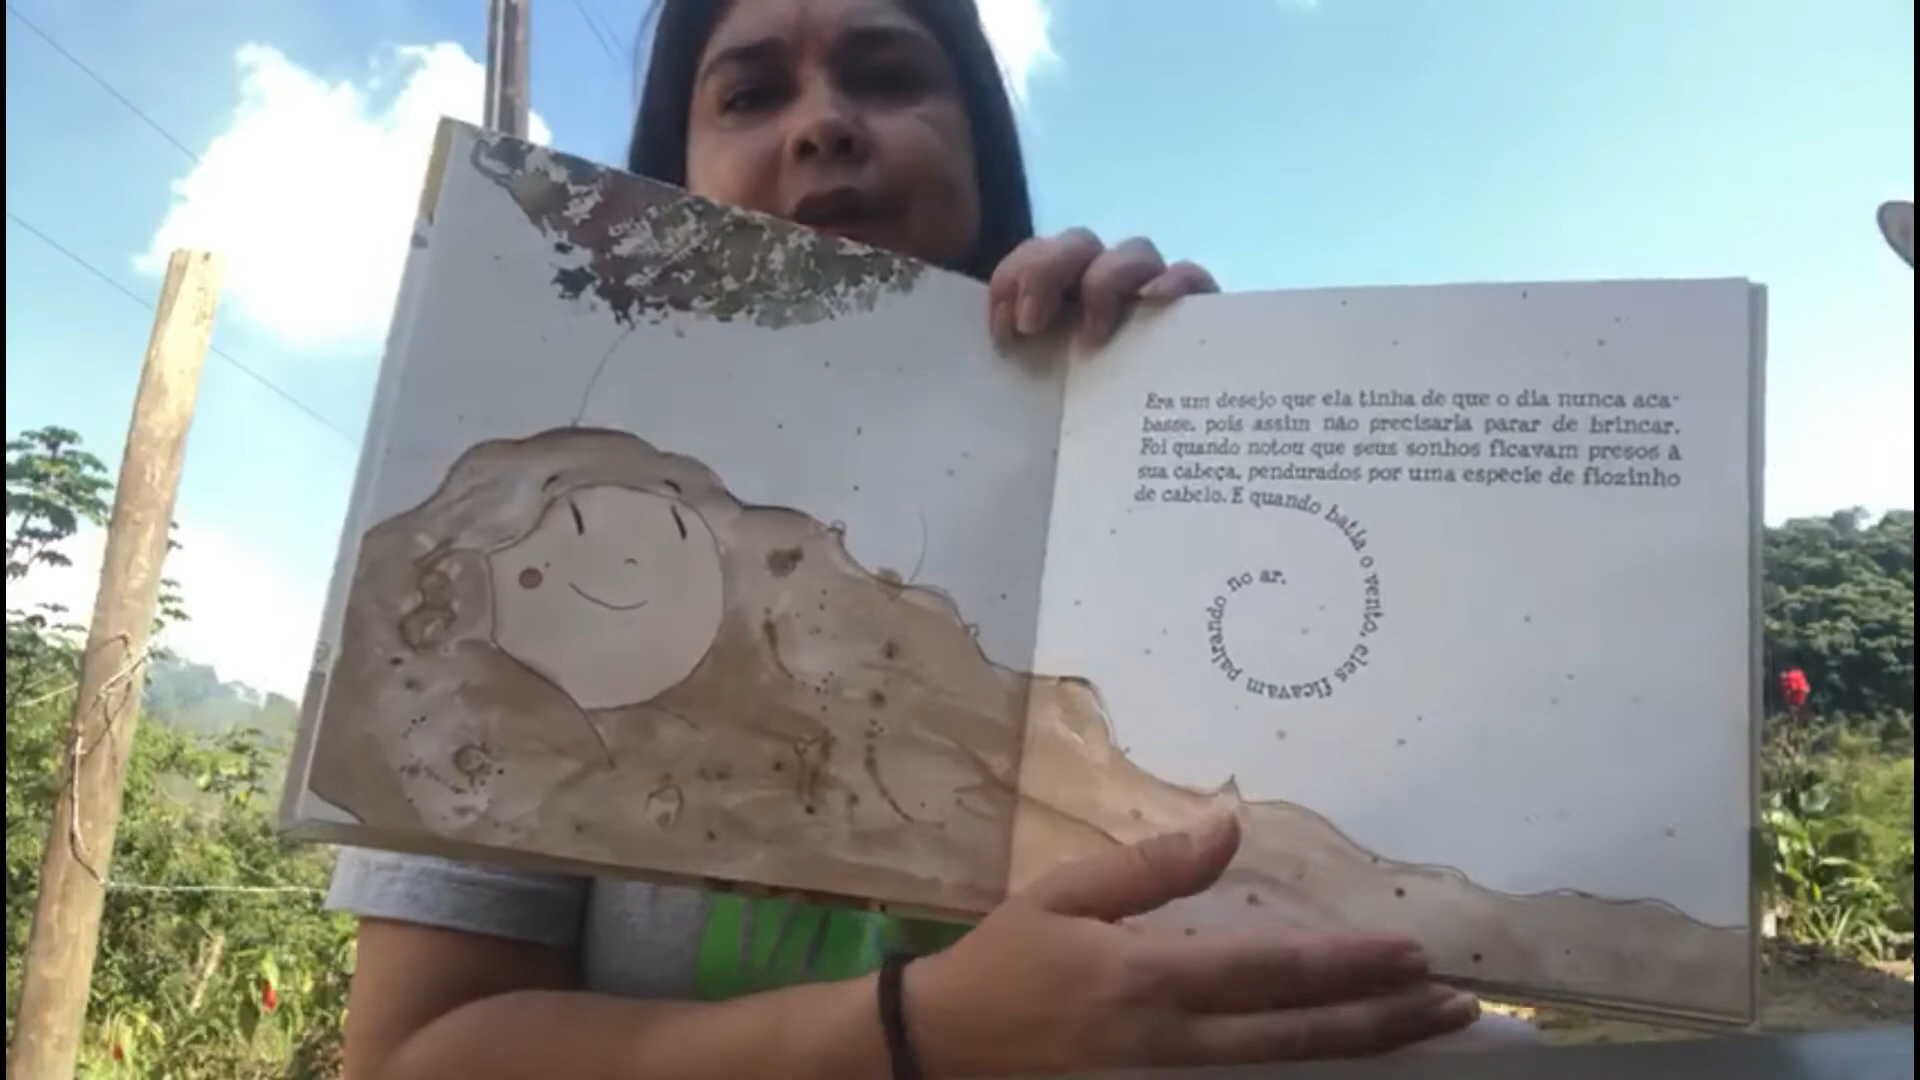 Era um desejo que ela tinha de que o dia nunca aca-
basse, pois assim não precisaria parar de brincar.
Foi quando notou que seus sonhos ficavam presos à
sua cabeça, pendurados por uma espécie de fiozinho
de cabelo. E quando batia o vento, eles ficavam pairando no ar.